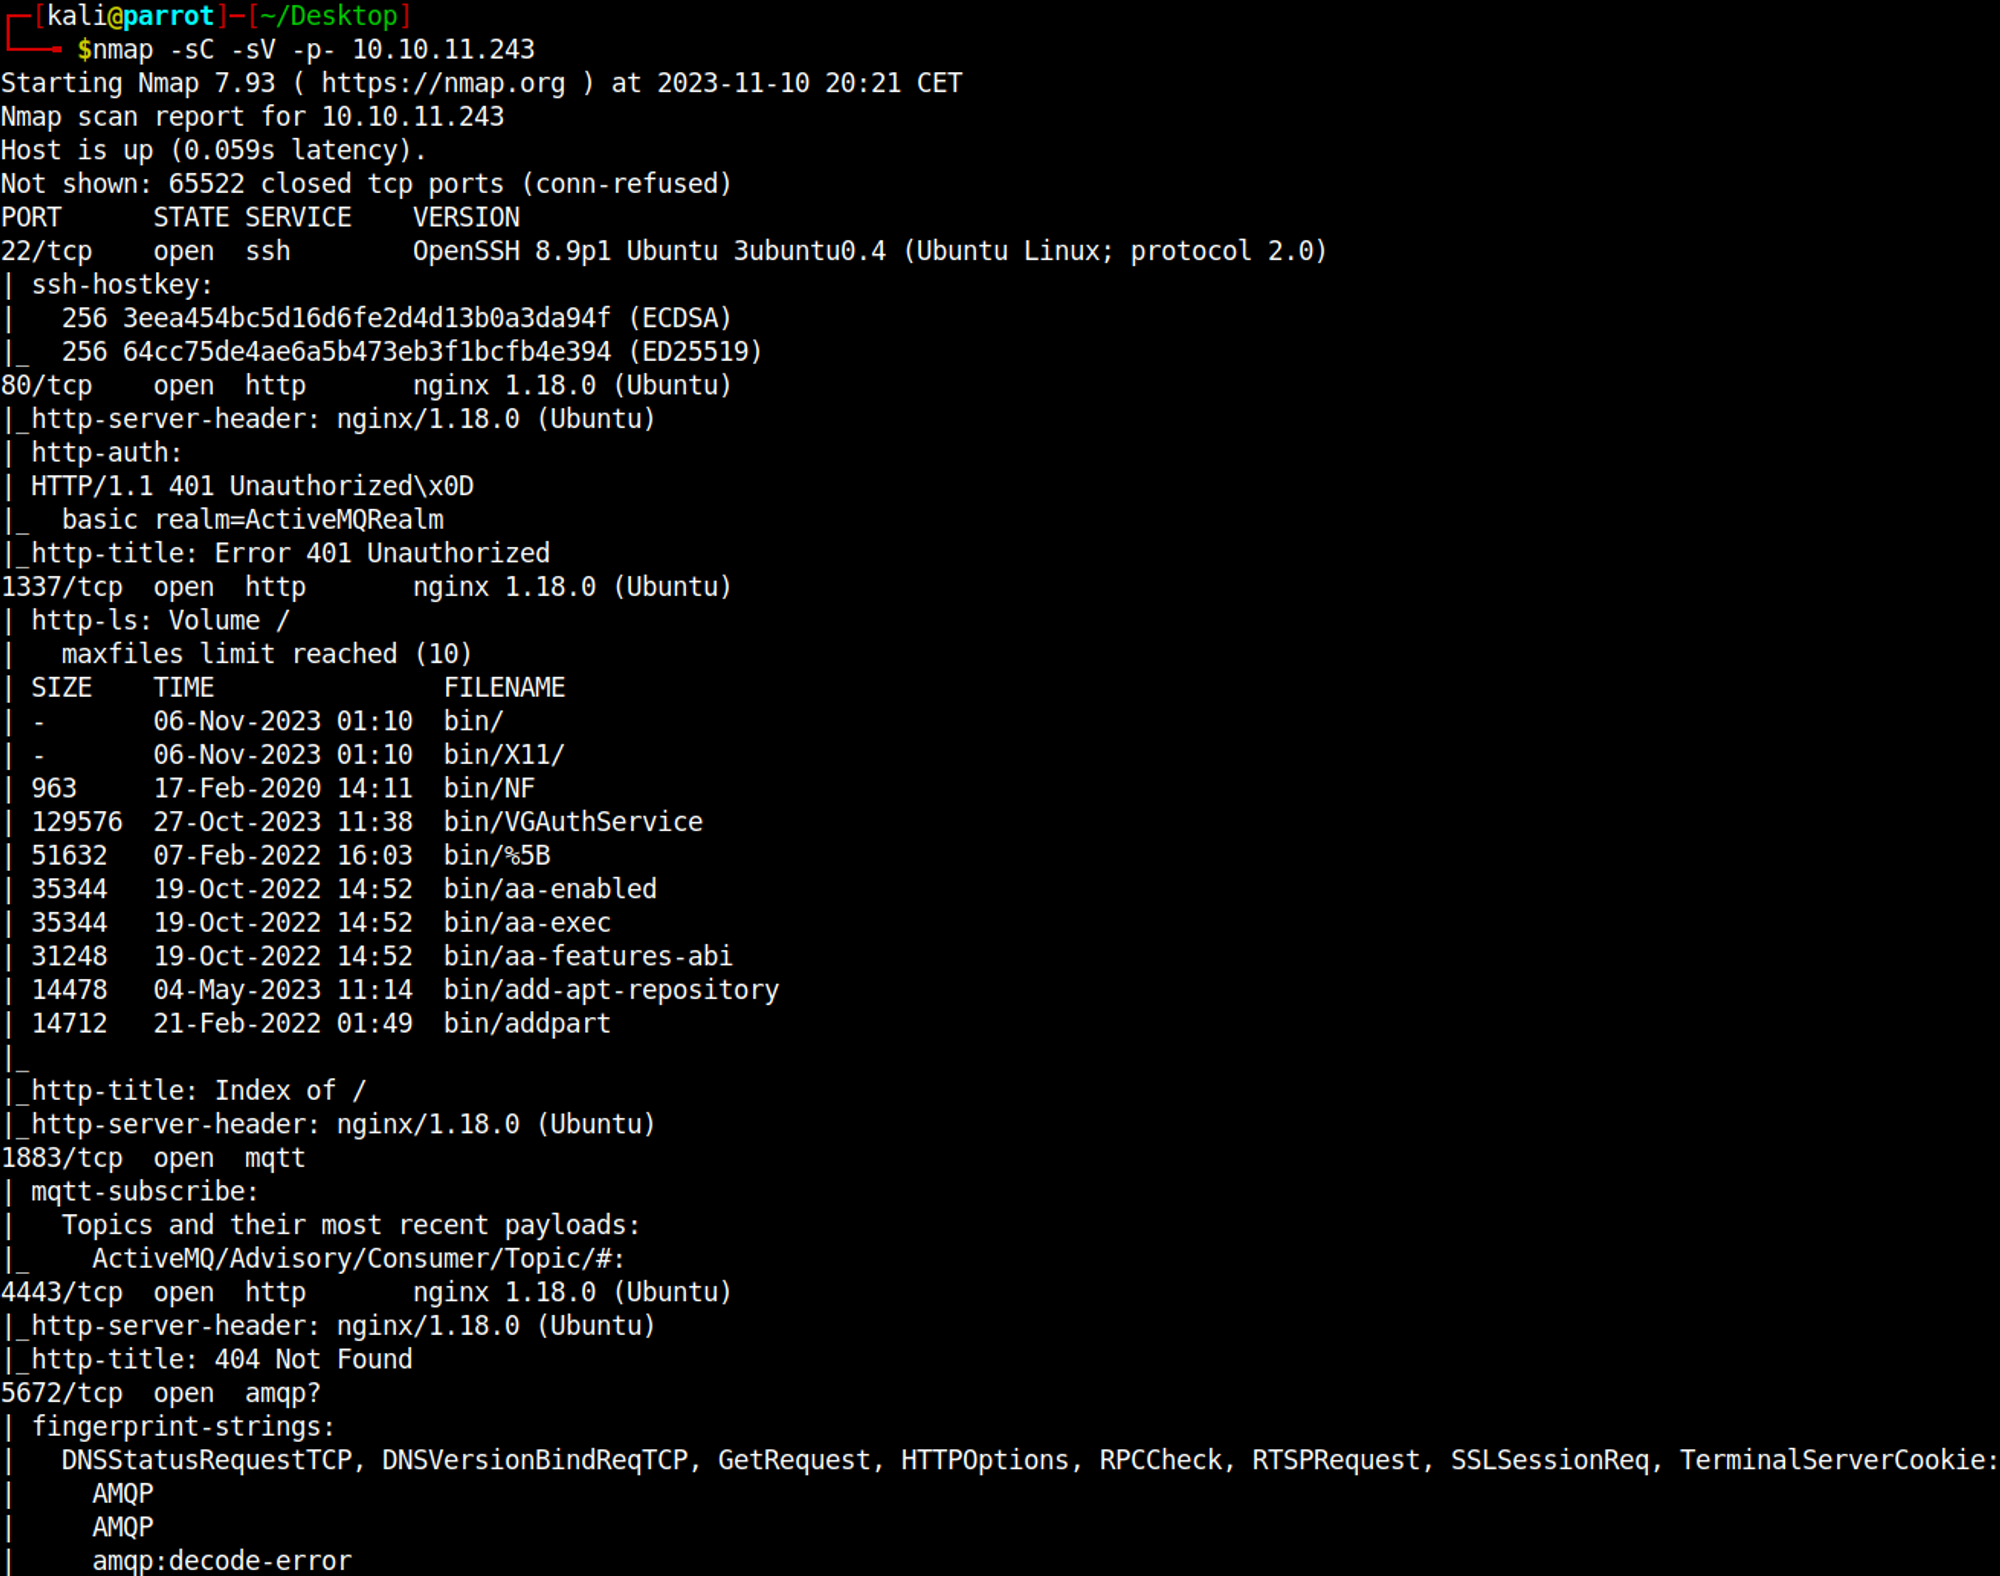 ┌─[kali@parrot]─[~/Desktop]
└──╼ $nmap -sC -sV -p- 10.10.11.243
Starting Nmap 7.93 ( https://nmap.org ) at 2023-11-10 20:21 CET
Nmap scan report for 10.10.11.243
Host is up (0.059s latency).
Not shown: 65522 closed tcp ports (conn-refused)
PORT      STATE SERVICE    VERSION
22/tcp    open  ssh        OpenSSH 8.9p1 Ubuntu 3ubuntu0.4 (Ubuntu Linux; protocol 2.0)
| ssh-hostkey:
|   256 3eea454bc5d16d6fe2d4d13b0a3da94f (ECDSA)
|_  256 64cc75de4ae6a5b473eb3f1bcfb4e394 (ED25519)
80/tcp    open  http       nginx 1.18.0 (Ubuntu)
|_http-server-header: nginx/1.18.0 (Ubuntu)
| http-auth:
| HTTP/1.1 401 Unauthorized\x0D
|_  basic realm=ActiveMQRealm
|_http-title: Error 401 Unauthorized
1337/tcp  open  http       nginx 1.18.0 (Ubuntu)
| http-ls: Volume /
|   maxfiles limit reached (10)
| SIZE    TIME               FILENAME
| -       06-Nov-2023 01:10  bin/
| -       06-Nov-2023 01:10  bin/X11/
| 963     17-Feb-2020 14:11  bin/NF
| 129576  27-Oct-2023 11:38  bin/VGAuthService
| 51632   07-Feb-2022 16:03  bin/%5B
| 35344   19-Oct-2022 14:52  bin/aa-enabled
| 35344   19-Oct-2022 14:52  bin/aa-exec
| 31248   19-Oct-2022 14:52  bin/aa-features-abi
| 14478   04-May-2023 11:14  bin/add-apt-repository
| 14712   21-Feb-2022 01:49  bin/addpart
|_
|_http-title: Index of /
|_http-server-header: nginx/1.18.0 (Ubuntu)
1883/tcp  open  mqtt
| mqtt-subscribe:
|   Topics and their most recent payloads:
|_    ActiveMQ/Advisory/Consumer/Topic/#:
4443/tcp  open  http       nginx 1.18.0 (Ubuntu)
|_http-server-header: nginx/1.18.0 (Ubuntu)
|_http-title: 404 Not Found
5672/tcp  open  amqp?
| fingerprint-strings:
|   DNSStatusRequestTCP, DNSVersionBindReqTCP, GetRequest, HTTPOptions, RPCCheck, RTSPRequest, SSLSessionReq, TerminalServerCookie:
|     AMQP
|     AMQP
|     amqp:decode-error